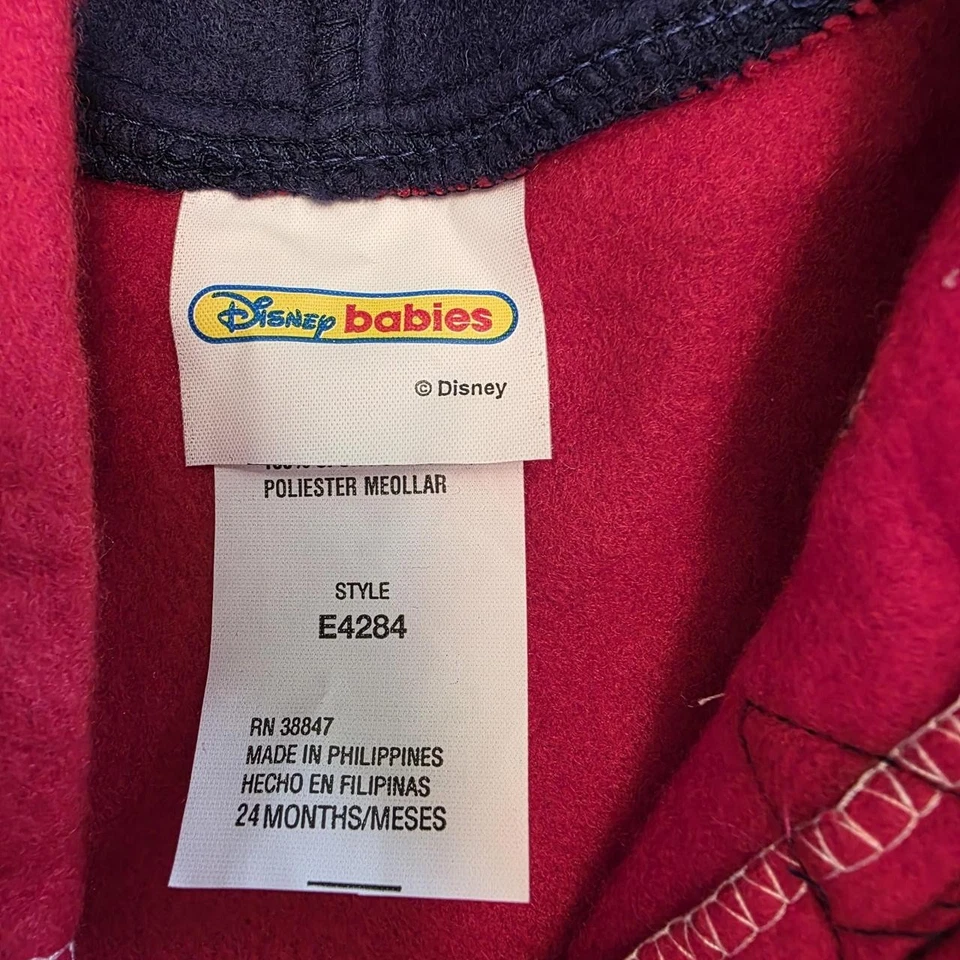 Disney babies
© Disney
POLIESTER MEOLLAR
STYLE
E4284
RN 38847
MADE IN PHILIPPINES
HECHO EN FILIPINAS
24 MONTHS/MESES